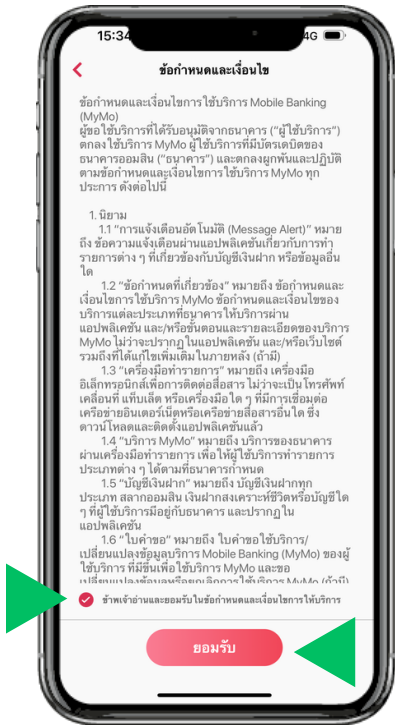 15:34
4G
ข้อกำหนดและเงื่อนไข
ข้อกำหนดและเงื่อนไขการใช้บริการ Mobile Banking
(MyMo)
ผู้ขอใช้บริการที่ได้รับอนุมัติจากธนาคาร ("ผู้ใช้บริการ")
ตกลงใช้บริการ MyMo ผู้ใช้บริการที่มีบัตรเดบิตของ
ธนาคารออมสิน ("ธนาคาร") และตกลงผูกพันและปฏิบัติ
ตามข้อกำหนดและเงื่อนไขการใช้บริการ MyMo ทุก
ประการ ดังต่อไปนี้
1. นิยาม
1.1 "การแจ้งเตือนอัตโนมัติ (Message Alert)" หมาย
ถึง ข้อความแจ้งเตือนผ่านแอปพลิเคชันเกี่ยวกับการทำ
รายการต่าง ๆ ที่เกี่ยวข้องกับบัญชีเงินฝาก หรือข้อมูลอื่น
ใด
1.2 "ข้อกำหนดที่เกี่ยวข้อง" หมายถึง ข้อกำหนดและ
เงื่อนไขการใช้บริการ MyMo ข้อกำหนดและเงื่อนไขของ
บริการแต่ละประเภทที่ธนาคารให้บริการผ่าน
แอปพลิเคชัน และ/หรือขั้นตอนและรายละเอียดของบริการ
MyMo ไม่ว่าจะปรากฏในแอปพลิเคชัน และ/หรือเว็บไซต์
รวมถึงที่ได้แก้ไขเพิ่มเติมในภายหลัง (ถ้ามี)
1.3 "เครื่องมือทำรายการ" หมายถึง เครื่องมือ
อิเล็กทรอนิกส์เพื่อการติดต่อสื่อสาร ไม่ว่าจะเป็นโทรศัพท์
เคลื่อนที่ แท็บเล็ต หรือเครื่องมือใด ๆ ที่มีการเชื่อมต่อ
เครือข่ายอินเตอร์เน็ตหรือเครือข่ายสื่อสารอื่นใด ซึ่ง
ดาวน์โหลดและติดตั้งแอปพลิเคชันแล้ว
1.4 "บริการ MyMo" หมายถึง บริการของธนาคาร
ผ่านเครื่องมือทำรายการ เพื่อให้ผู้ใช้บริการทำรายการ
ประเภทต่าง ๆ ได้ตามที่ธนาคารกำหนด
1.5 "บัญชีเงินฝาก" หมายถึง บัญชีเงินฝากทุก
ประเภท สลากออมสิน เงินฝากสงเคราะห์ชีวิตหรือบัญชีใด
ๆ ที่ผู้ใช้บริการมีอยู่กับธนาคาร และปรากฏใน
แอปพลิเคชัน
1.6 "ใบคำขอ" หมายถึง ใบคำขอใช้บริการ/
เปลี่ยนแปลงข้อมูลบริการ Mobile Banking (MyMo) ของผู้
ใช้บริการ ที่มีขึ้นเพื่อใช้บริการ MyMo และขอ
เปลี่ยนแปลงข้อมูลหรือยกเลิกการใช้บริการ MyMo (ถ้ามี)
ข้าพเจ้าอ่านและยอมรับในข้อกำหนดและเงื่อนไขการให้บริการ
ยอมรับ